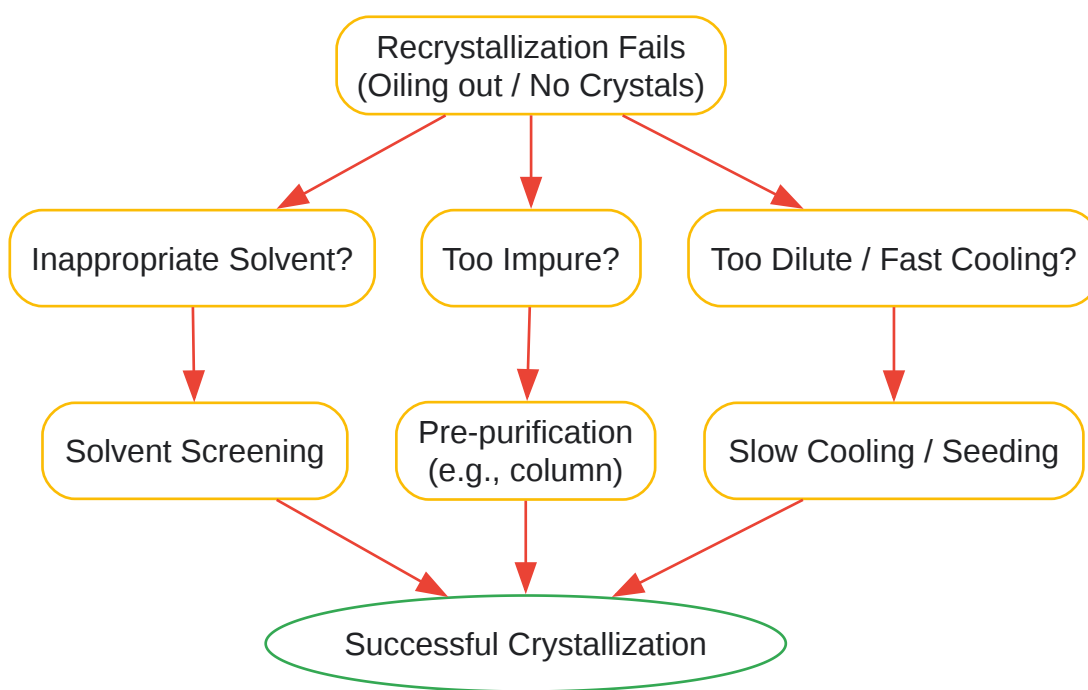 Recrystallization Fails
(Oiling out / No Crystals)
Inappropriate Solvent?
Too Impure?
Too Dilute / Fast Cooling?
Solvent Screening
Pre-purification
(e.g., column)
Slow Cooling / Seeding
Successful Crystallization